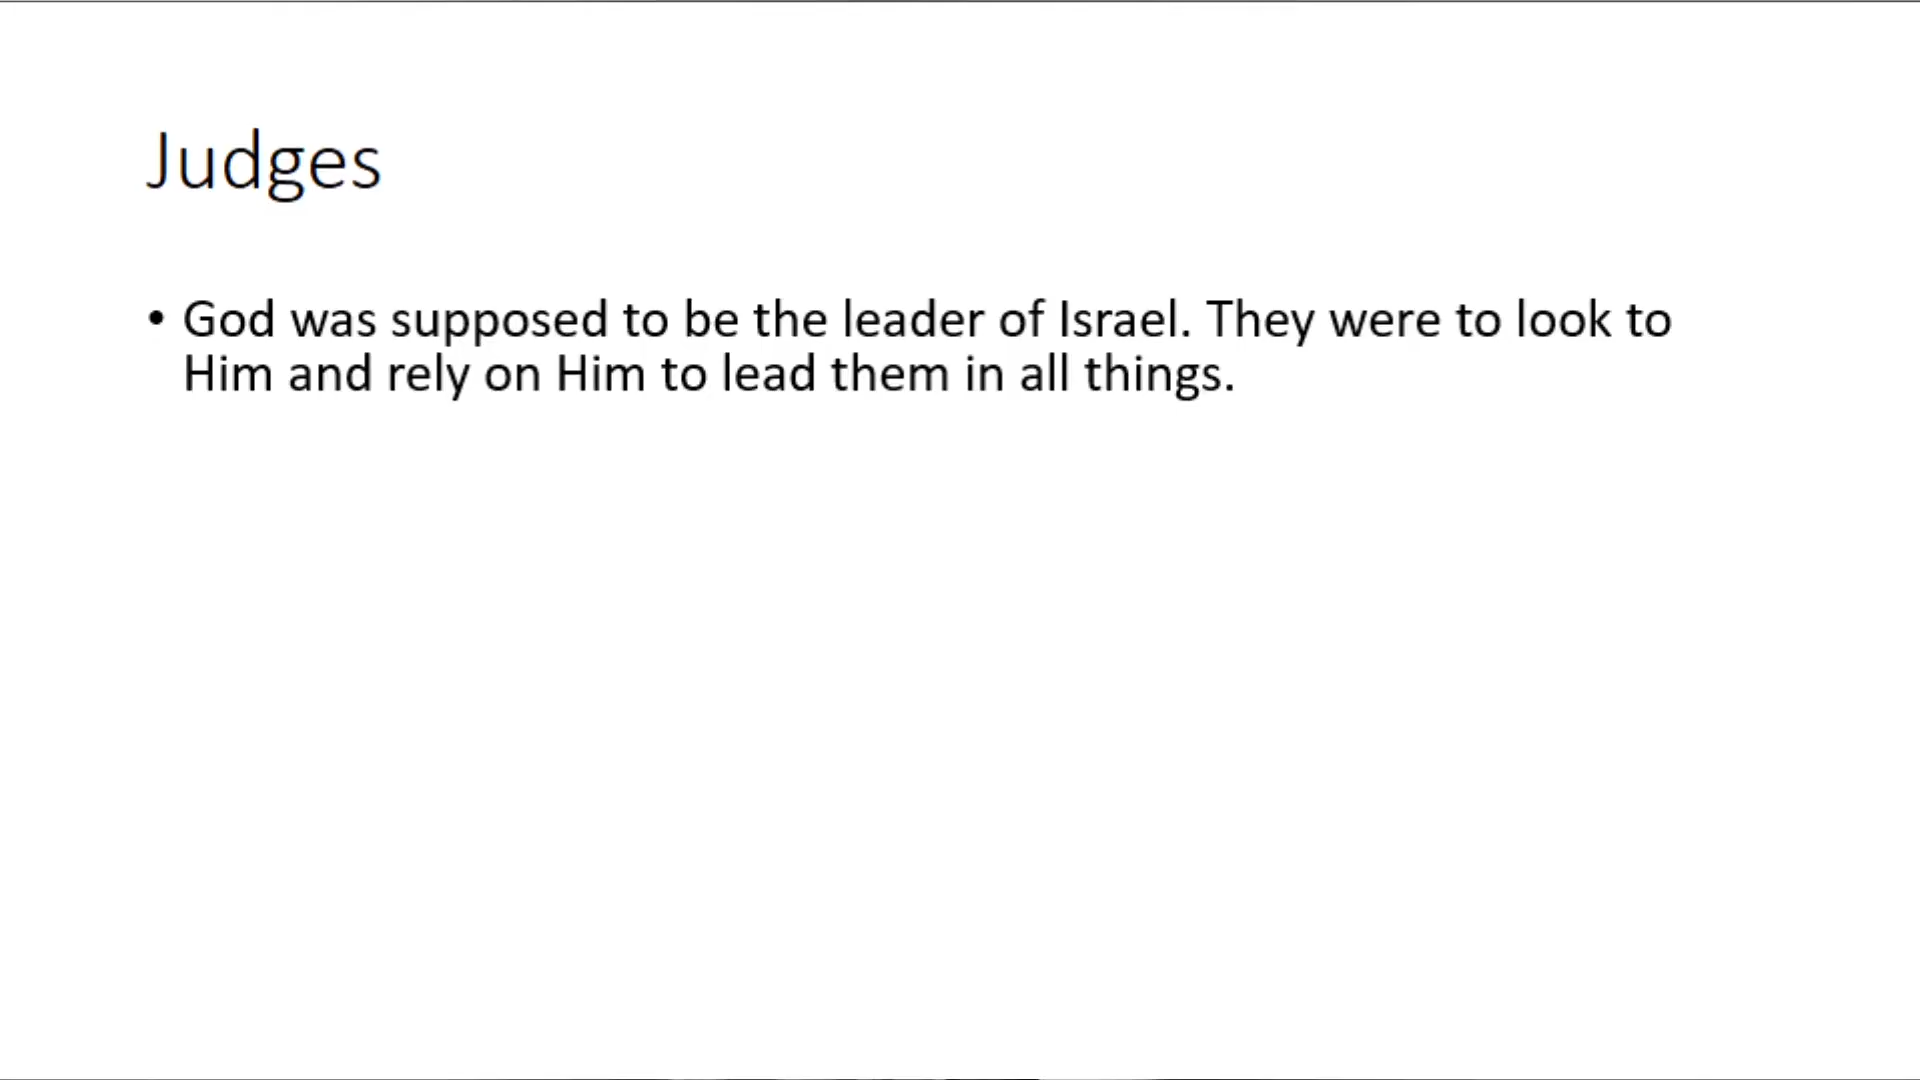 Judges
• God was supposed to be the leader of Israel. They were to look to
Him and rely on Him to lead them in all things.